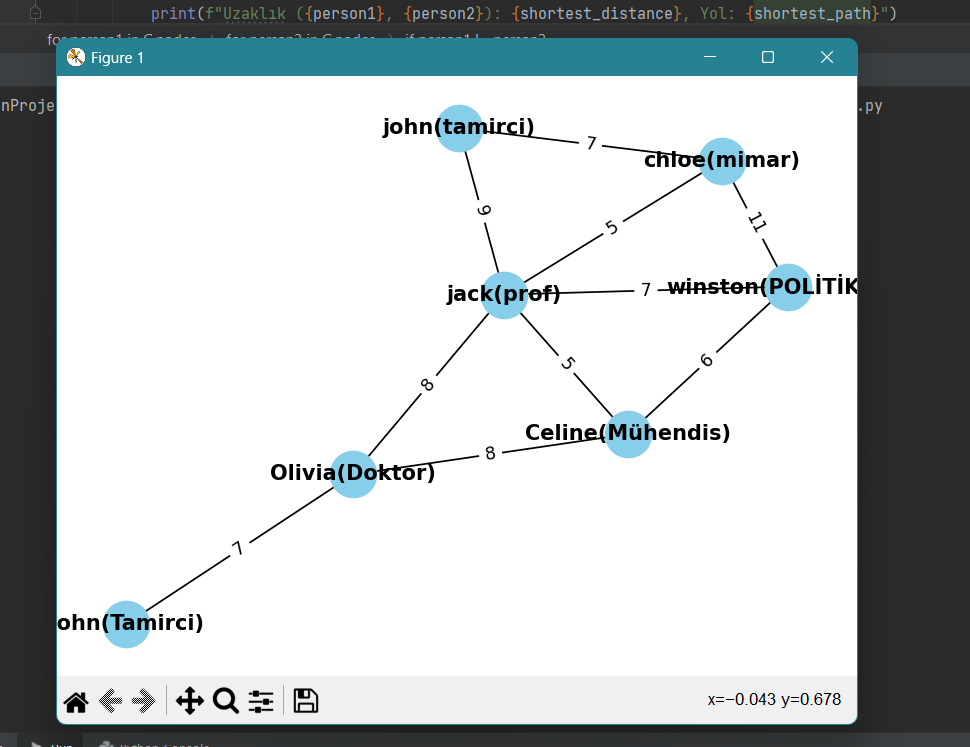 print(f"Uzaklık ({person1}, {person2}): {shortest_distance}, Yol: {shortest_path}")
Figure 1
nProje
.py
john(tamirci)
7
chloe(mimar)
9
5
11
jack(prof)
7
winston(POLİTİK
8
5
6
Celine(Mühendis)
8
Olivia(Doktor)
7
ohn(Tamirci)
x=−0.043 y=0.678